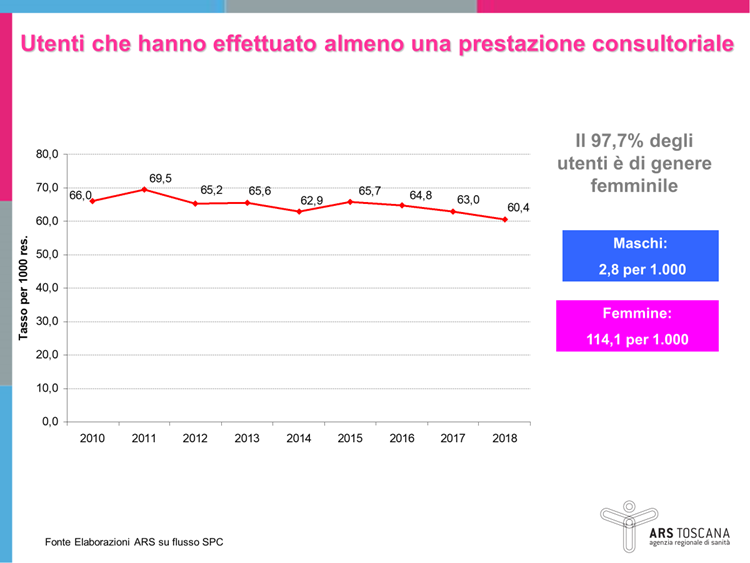 Utenti che hanno effettuato almeno una prestazione consultoriale
Il 97,7% degli
utenti è di genere
femminile
Maschi:
2,8 per 1.000
Femmine:
114,1 per 1.000
Tasso per 1000 res.
80,0
70,0
60,0
50,0
40,0
30,0
20,0
10,0
0,0
66,0
69,5
65,2
65,6
62,9
65,7
64,8
63,0
60,4
2010 2011 2012 2013 2014 2015 2016 2017 2018
Fonte Elaborazioni ARS su flusso SPC
ARS TOSCANA
agenzia regionale di sanità